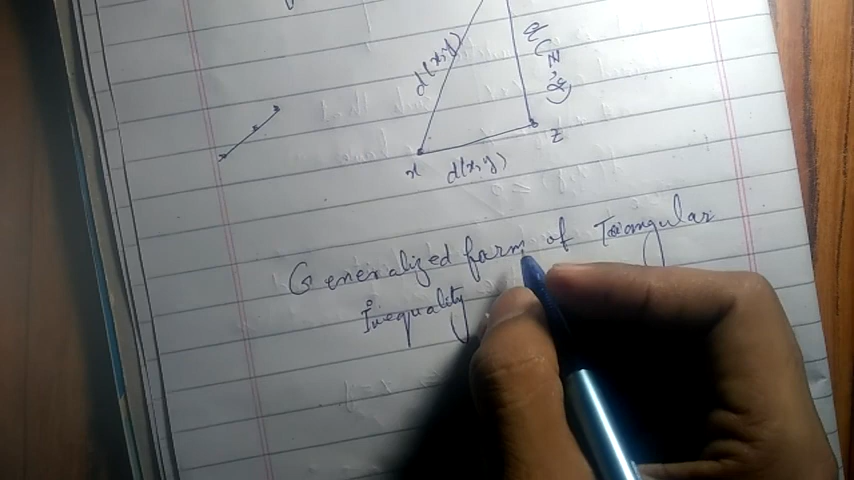 d(x,y)
d(z,y)
x
d(x,y)
z
Generalized form of Triangular
Inequality